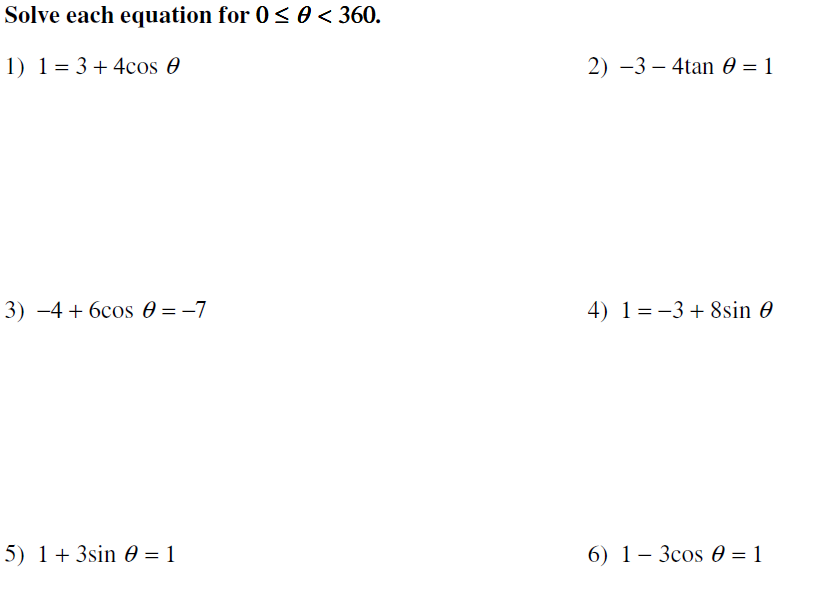 Solve each equation for 0 ≤ θ < 360.
1) 1 = 3 + 4cos θ
2) −3 − 4tan θ = 1
3) −4 + 6cos θ = −7
4) 1 = −3 + 8sin θ
5) 1 + 3sin θ = 1
6) 1 − 3cos θ = 1